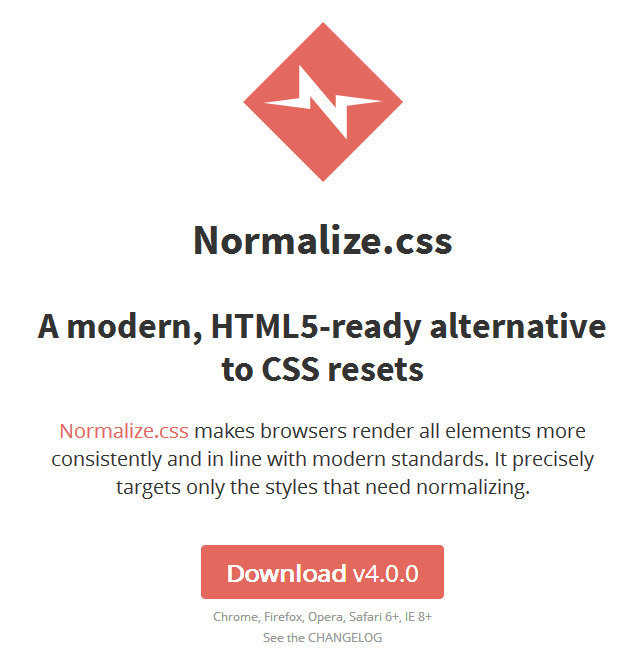 Normalize.css
A modern, HTML5-ready alternative
to CSS resets
Normalize.css makes browsers render all elements more
consistently and in line with modern standards. It precisely
targets only the styles that need normalizing.
Download v4.0.0
Chrome, Firefox, Opera, Safari 6+, IE 8+
See the CHANGELOG